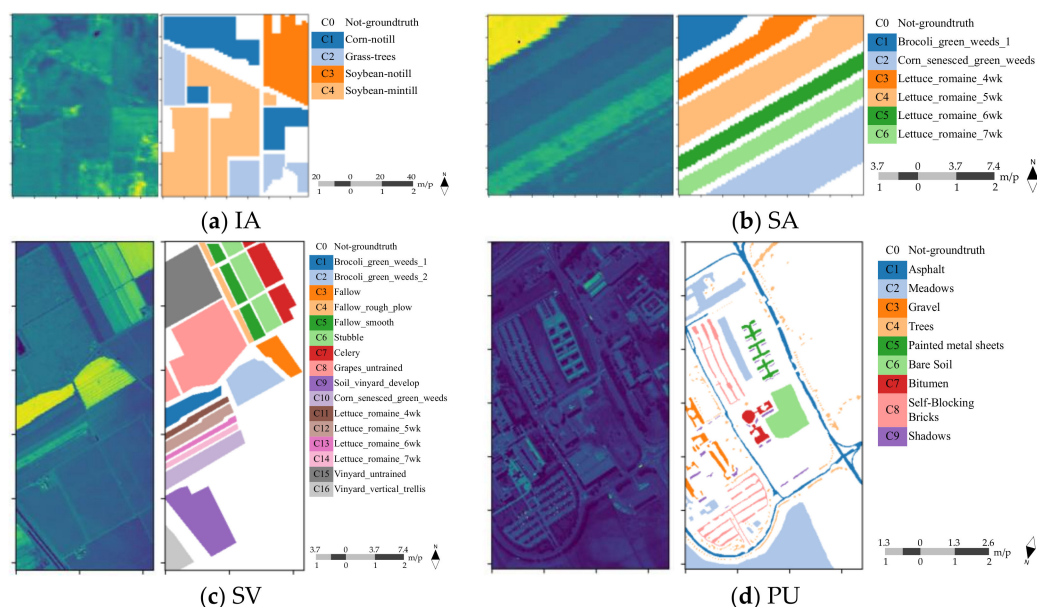 C0 Not-groundtruth
C1 Corn-notill
C2 Grass-trees
C3 Soybean-notill
C4 Soybean-mintill
20 0 20 40
m/p
1 0 1 2
N
(a) IA
C0 Not-groundtruth
C1 Brocoli_green_weeds_1
C2 Corn_senesced_green_weeds
C3 Lettuce_romaine_4wk
C4 Lettuce_romaine_5wk
C5 Lettuce_romaine_6wk
C6 Lettuce_romaine_7wk
3.7 0 3.7 7.4
m/p
1 0 1 2
N
(b) SA
C0 Not-groundtruth
C1 Brocoli_green_weeds_1
C2 Brocoli_green_weeds_2
C3 Fallow
C4 Fallow_rough_plow
C5 Fallow_smooth
C6 Stubble
C7 Celery
C8 Grapes_untrained
C9 Soil_vinyard_develop
C10 Corn_senesced_green_weeds
C11 Lettuce_romaine_4wk
C12 Lettuce_romaine_5wk
C13 Lettuce_romaine_6wk
C14 Lettuce_romaine_7wk
C15 Vinyard_untrained
C16 Vinyard_vertical_trellis
3.7 0 3.7 7.4
m/p
1 0 1 2
N
(c) SV
C0 Not-groundtruth
C1 Asphalt
C2 Meadows
C3 Gravel
C4 Trees
C5 Painted metal sheets
C6 Bare Soil
C7 Bitumen
C8 Self-Blocking
Bricks
C9 Shadows
1.3 0 1.3 2.6
m/p
1 0 1 2
N
(d) PU